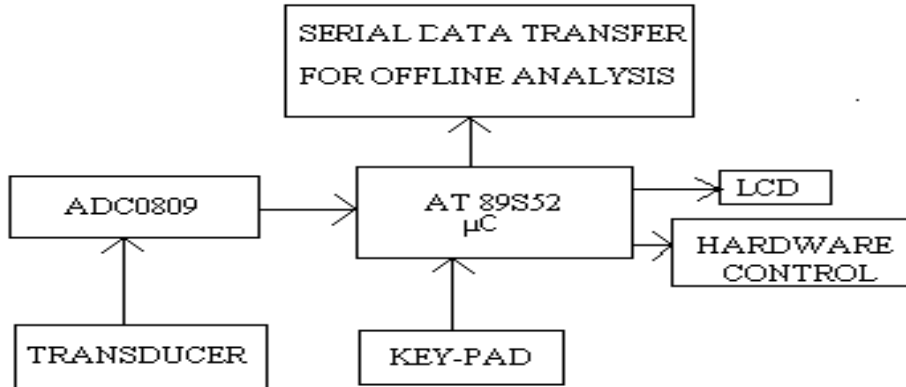 SERIAL DATA TRANSFER
FOR OFFLINE ANALYSIS
ADC0809
AT 89S52
μC
LCD
HARDWARE
CONTROL
TRANSDUCER
KEY-PAD